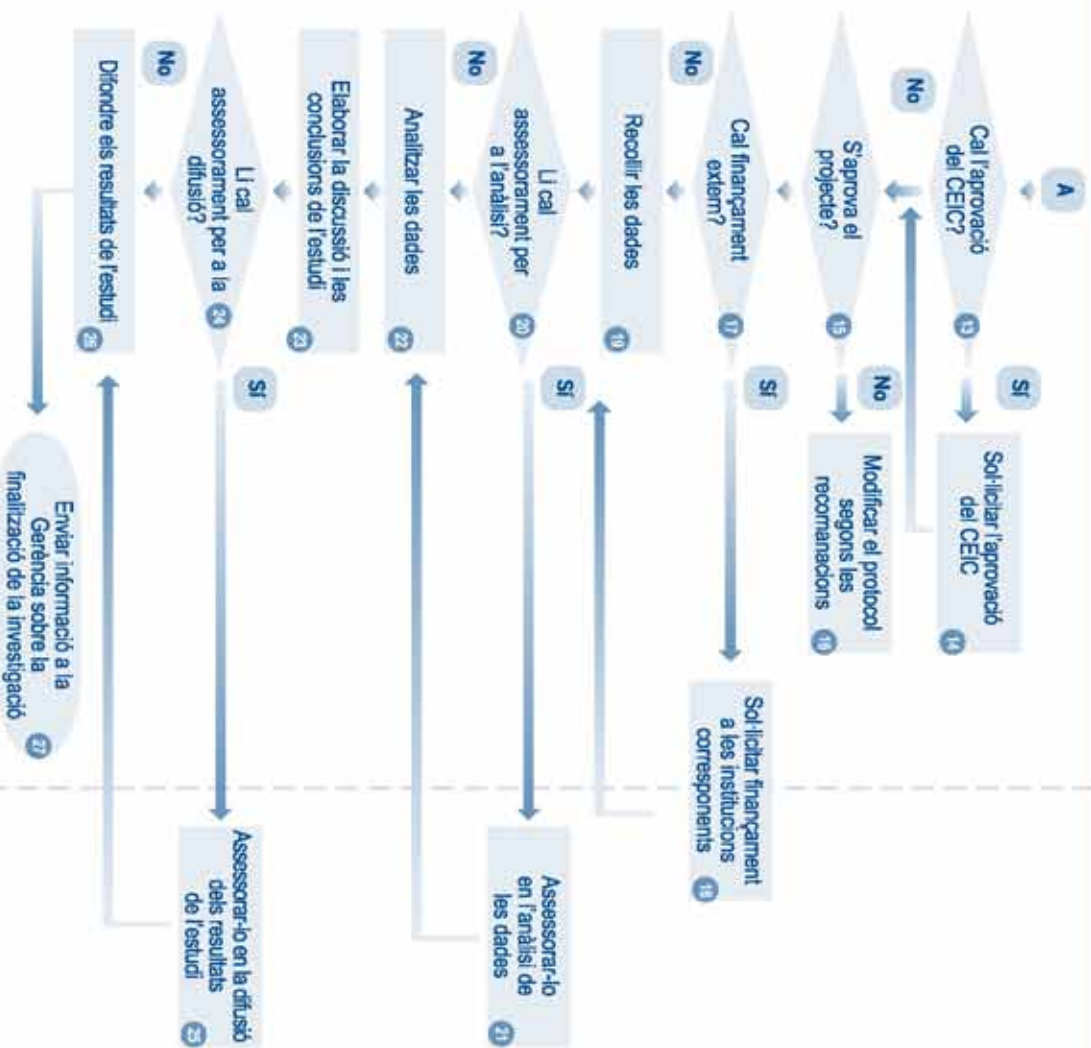 A
Cal l'aprovació
del CEIC?
13
Sí
Sol·licitar l'aprovació
del CEIC
14
No
S'aprova el
projecte?
15
No
Modificar el protocol
segons les
recomanacions
16
Cal finançament
extern?
17
Sí
Sol·licitar finançament
a les institucions
corresponents
18
No
Recollir les dades
19
Li cal
assessorament per
a l'anàlisi?
20
Sí
Assessorar-lo
en l'anàlisi de
les dades
21
No
Analitzar les dades
22
Elaborar la discussió i les
conclusions de l'estudi
23
Li cal
assessorament per a la
difusió?
24
Sí
Assessorar-lo en la difusió
dels resultats
de l'estudi
25
No
Difondre els resultats de l'estudi
26
Enviar informació a la
Gerència sobre la
finalització de la investigació
27